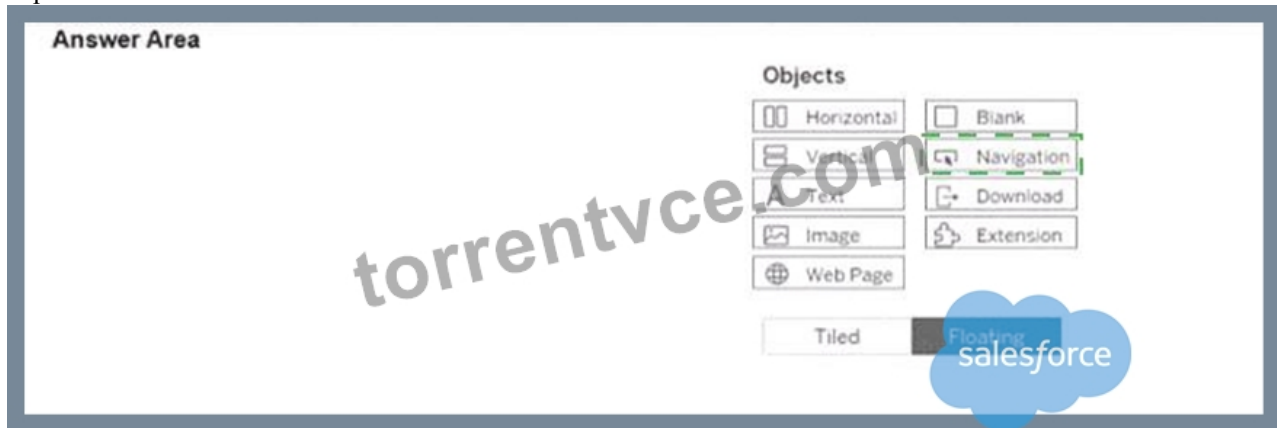 Answer Area
Objects
Horizontal Blank
Vertical Navigation
Text Download
Image Extension
Web Page
Tiled Floating
torrentvce.com
salesforce